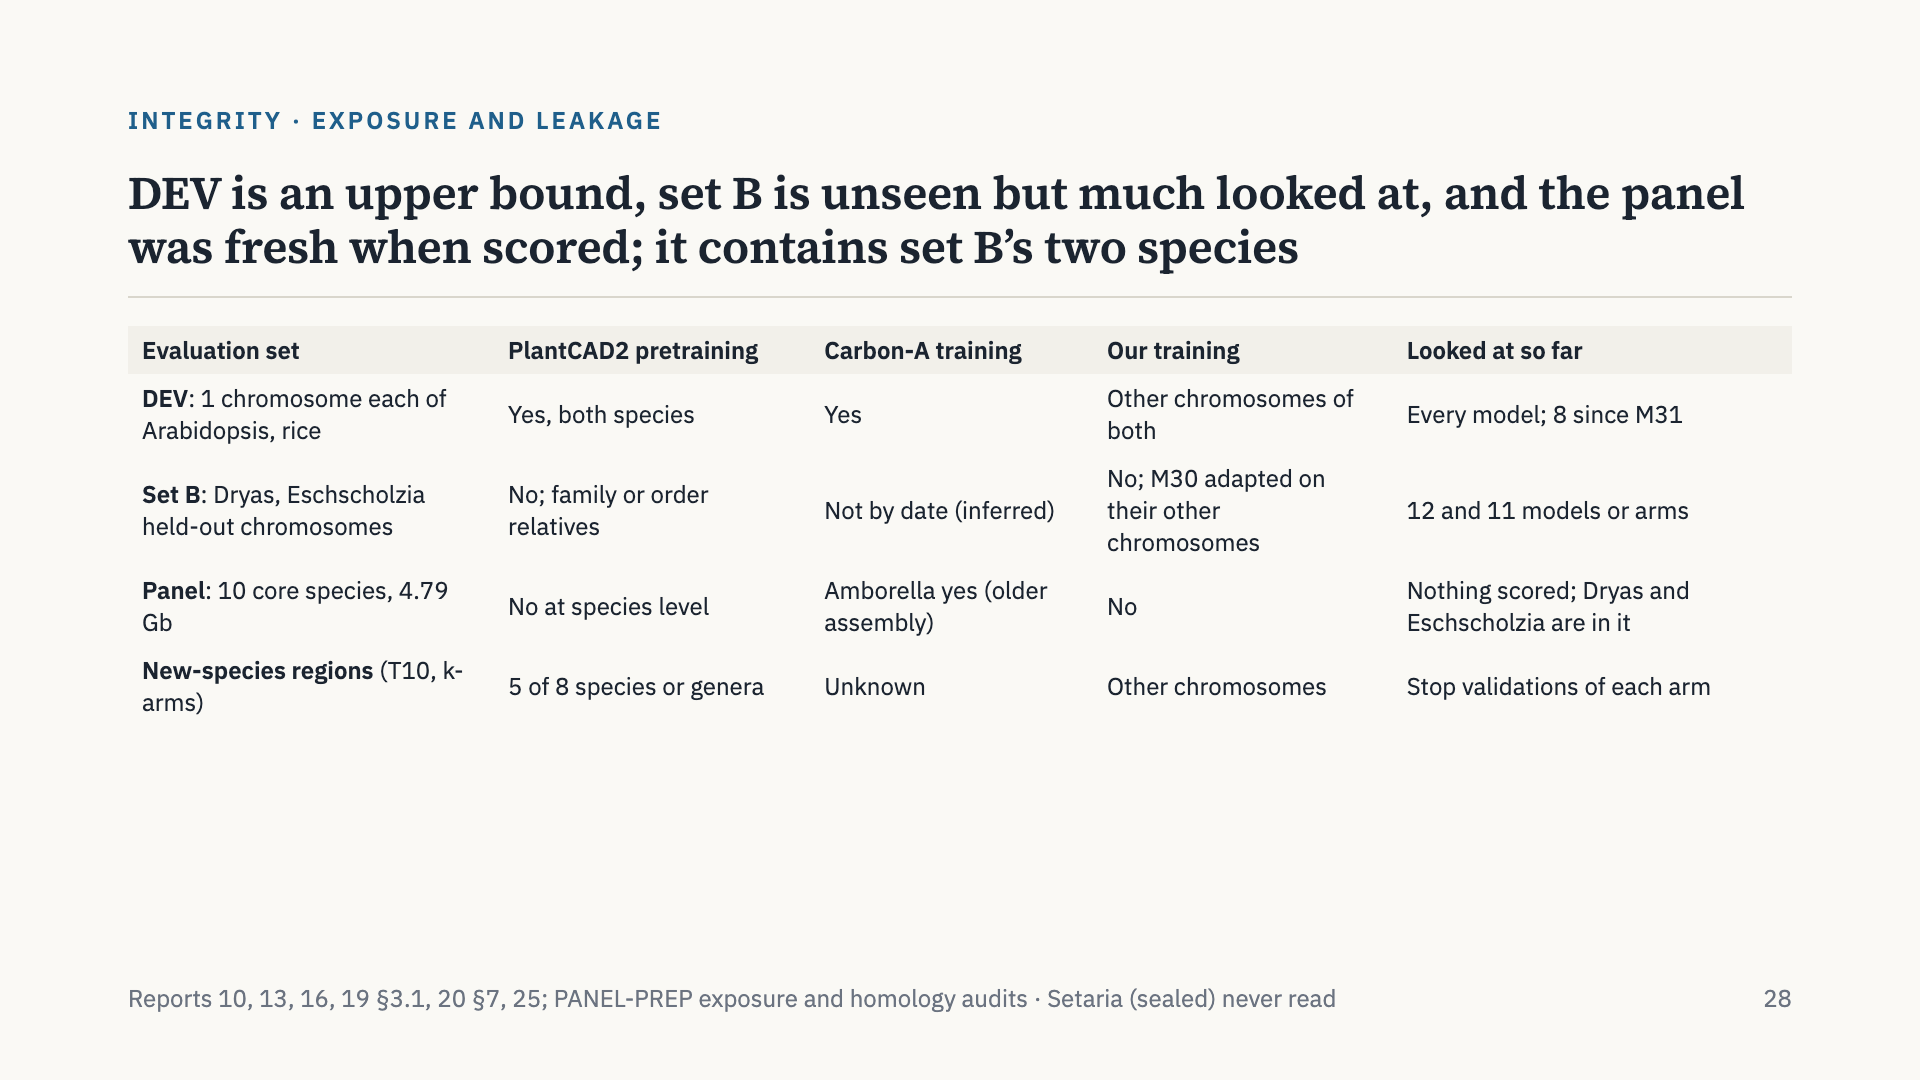 INTEGRITY · EXPOSURE AND LEAKAGE
DEV is an upper bound, set B is unseen but much looked at, and the panel
was fresh when scored; it contains set B’s two species
Evaluation set
PlantCAD2 pretraining
Carbon-A training
Our training
Looked at so far
DEV: 1 chromosome each of
Arabidopsis, rice
Yes, both species
Yes
Other chromosomes of
both
Every model; 8 since M31
Set B: Dryas, Eschscholzia
held-out chromosomes
No; family or order
relatives
Not by date (inferred)
No; M30 adapted on
their other
chromosomes
12 and 11 models or arms
Panel: 10 core species, 4.79
Gb
No at species level
Amborella yes (older
assembly)
No
Nothing scored; Dryas and
Eschscholzia are in it
New-species regions (T10, k-
arms)
5 of 8 species or genera
Unknown
Other chromosomes
Stop validations of each arm
Reports 10, 13, 16, 19 §3.1, 20 §7, 25; PANEL-PREP exposure and homology audits · Setaria (sealed) never read
28